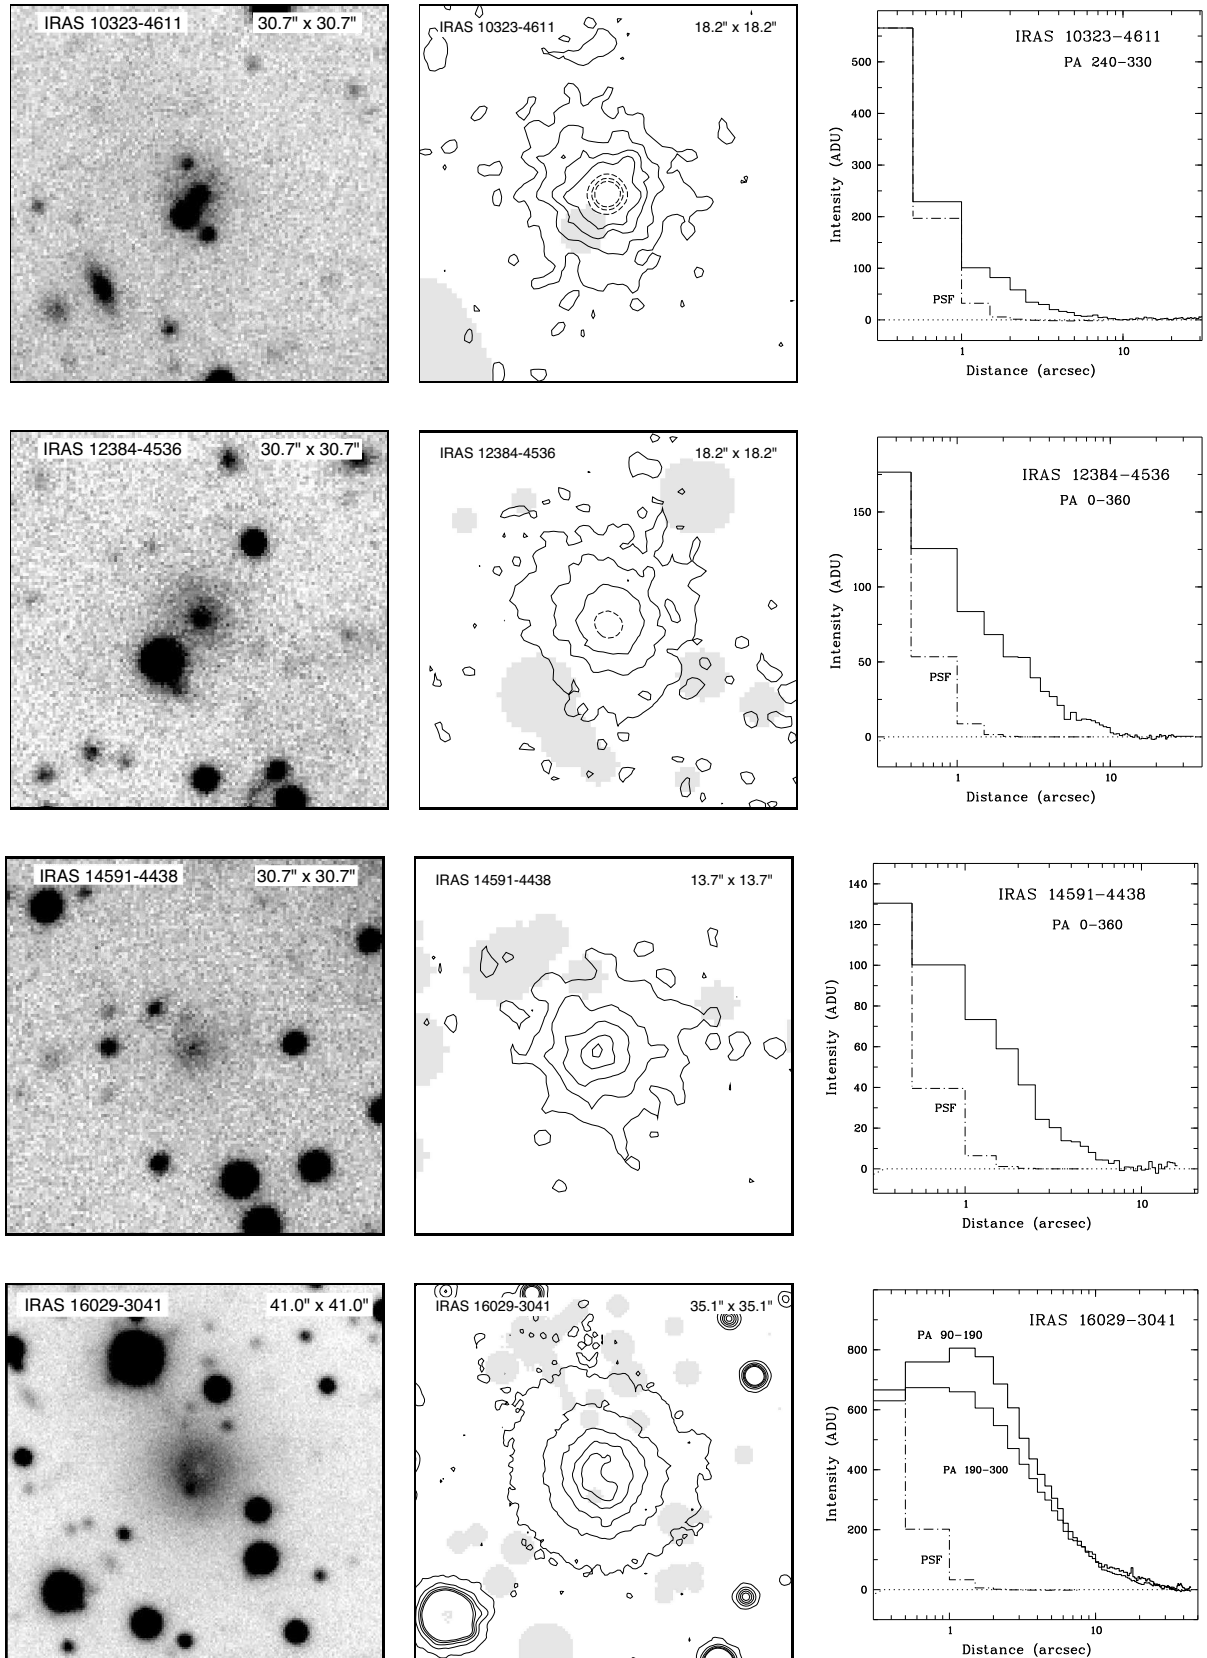 IRAS 10323-4611 30.7" x 30.7"
IRAS 10323-4611 18.2" x 18.2"
IRAS 10323-4611
PA 240-330
Intensity (ADU)
500
400
300
200
100
0
PSF
1 10
Distance (arcsec)
IRAS 12384-4536 30.7" x 30.7"
IRAS 12384-4536 18.2" x 18.2"
IRAS 12384-4536
PA 0-360
Intensity (ADU)
150
100
50
0
PSF
1 10
Distance (arcsec)
IRAS 14591-4438 30.7" x 30.7"
IRAS 14591-4438 13.7" x 13.7"
IRAS 14591-4438
PA 0-360
Intensity (ADU)
140
120
100
80
60
40
20
0
PSF
1 10
Distance (arcsec)
IRAS 16029-3041 41.0" x 41.0"
IRAS 16029-3041 35.1" x 35.1"
IRAS 16029-3041
PA 90-190
PA 190-300
Intensity (ADU)
800
600
400
200
0
PSF
1 10
Distance (arcsec)